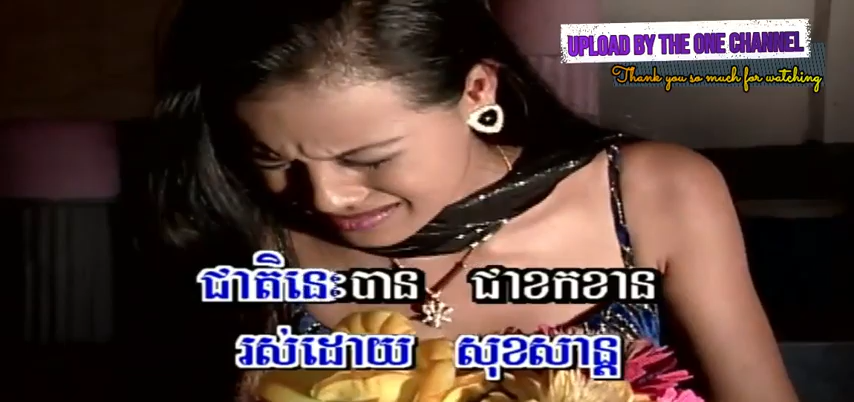 UPLOAD BY THE ONE CHANNEL
Thank you so much for watching
ជាតិនេះបាន ជាខកខាន
រស់ដោយ សុខសាន្ត